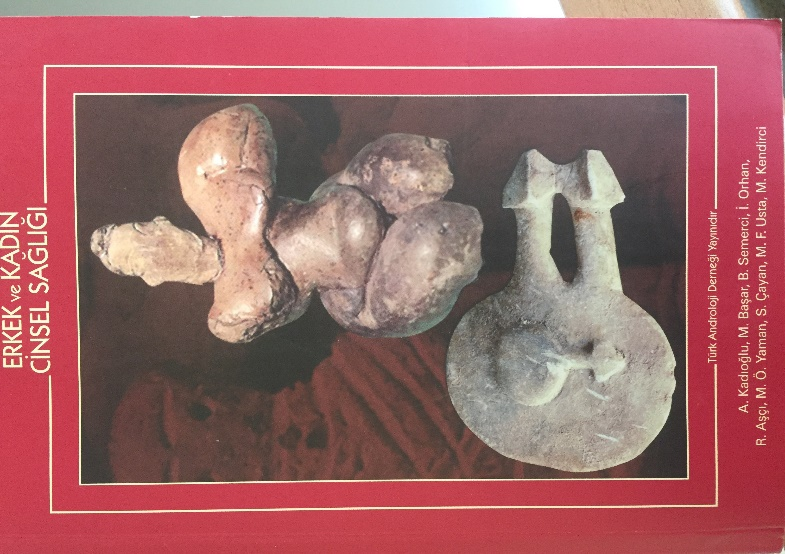 ERKEK ve KADIN
CİNSEL SAĞLIĞI
Türk Androloji Derneği Yayınıdır
A. Kadıoğlu, M. Başar, B. Semerci, İ. Orhan,
R. Aşçı, M. Ö. Yaman, S. Çayan, M. F. Usta, M. Kendirci